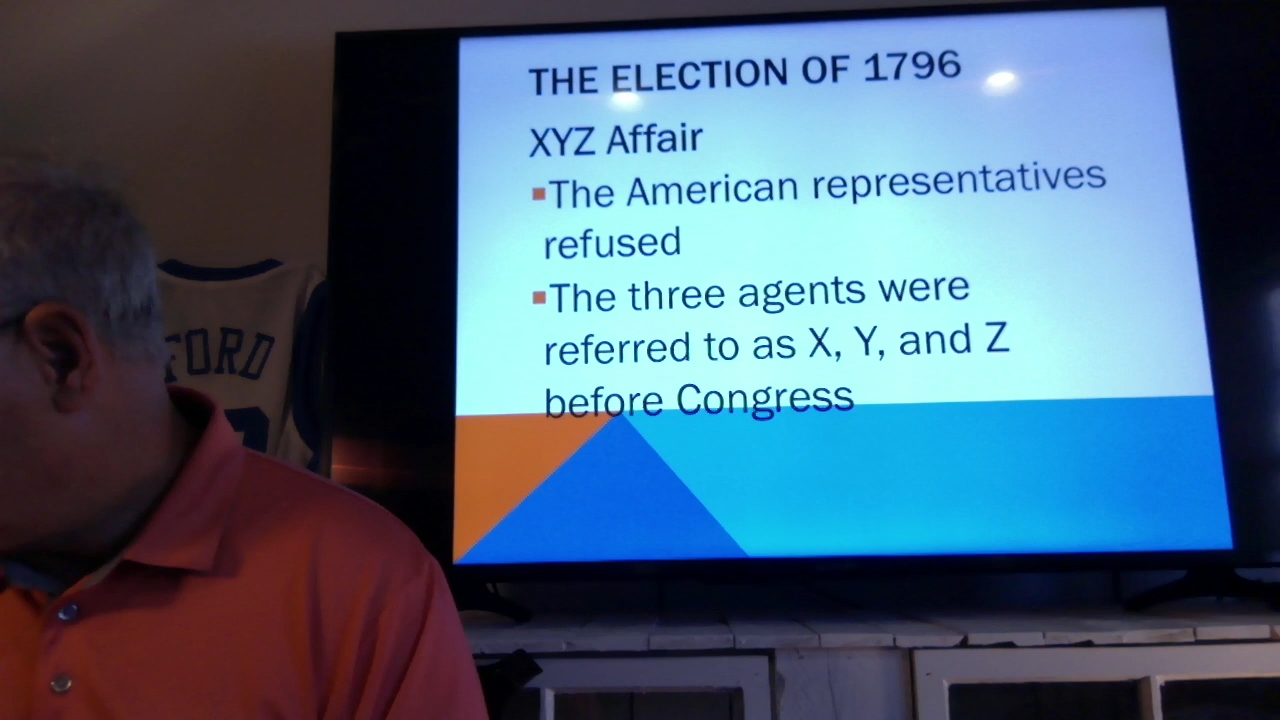 THE ELECTION OF 1796
XYZ Affair
▪The American representatives
refused
▪The three agents were
referred to as X, Y, and Z
before Congress
FORD